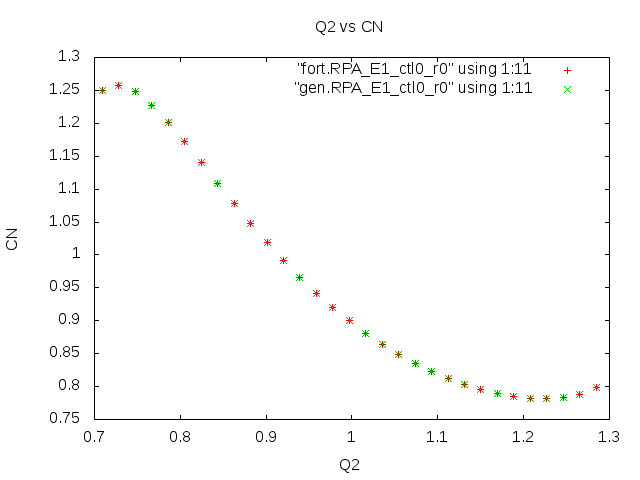 Q2 vs CN
"fort.RPA_E1_ctl0_r0" using 1:11
"gen.RPA_E1_ctl0_r0" using 1:11
1.3
1.25
1.2
1.15
1.1
1.05
1
0.95
0.9
0.85
0.8
0.75
CN
0.7 0.8 0.9 1 1.1 1.2 1.3
Q2